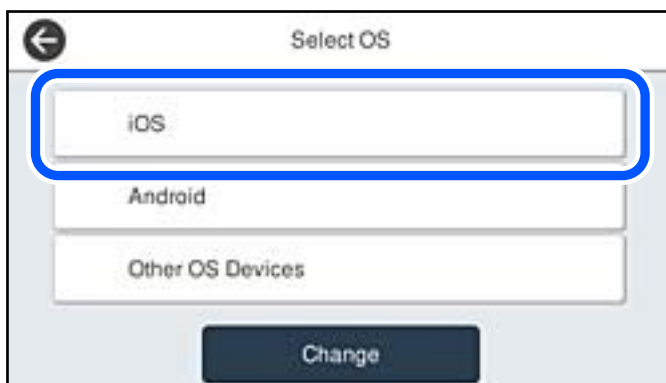 Select OS
iOS
Android
Other OS Devices
Change